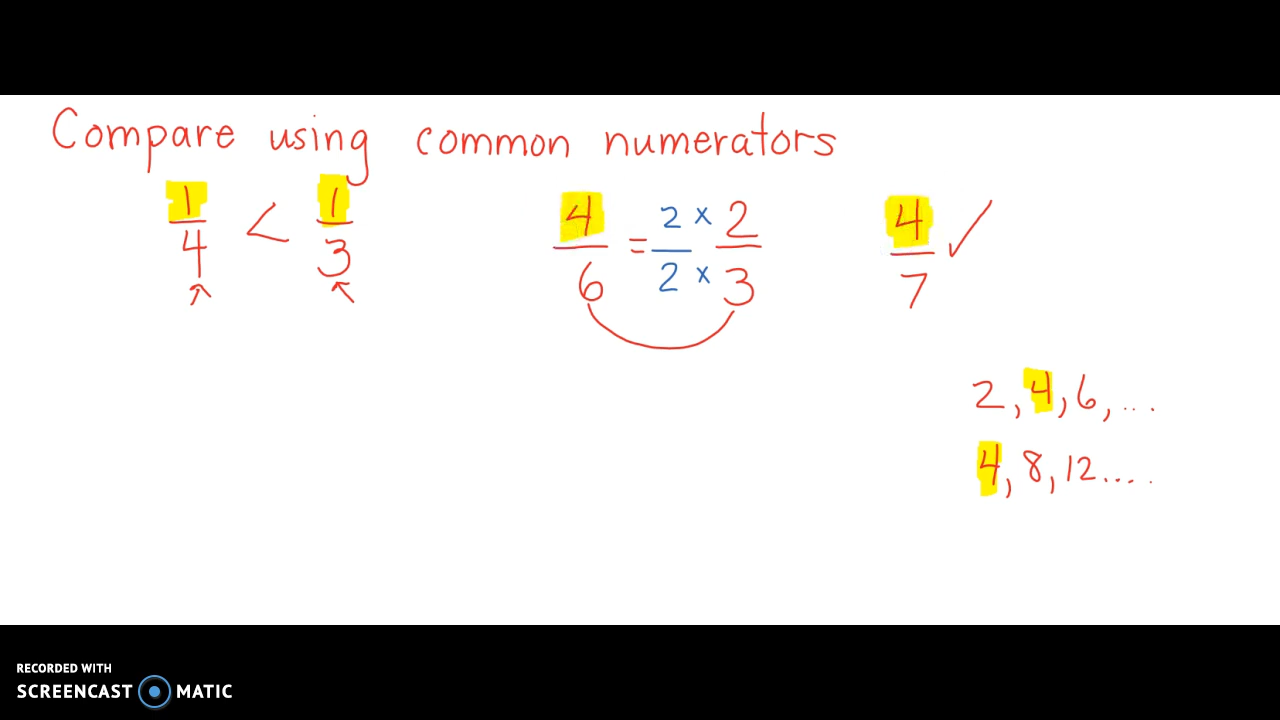 Compare using common numerators
1/4 < 1/3
4/6 = 2/2 × × 2/3
4/7 ✓
2, 4, 6, ...
4, 8, 12....
RECORDED WITH
SCREENCAST MATIC